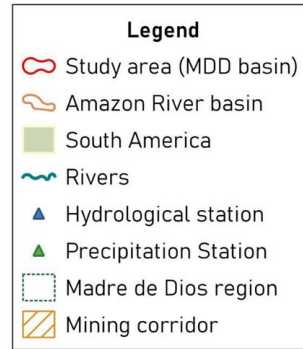 Legend
Study area (MDD basin)
Amazon River basin
South America
Rivers
Hydrological station
Precipitation Station
Madre de Dios region
Mining corridor